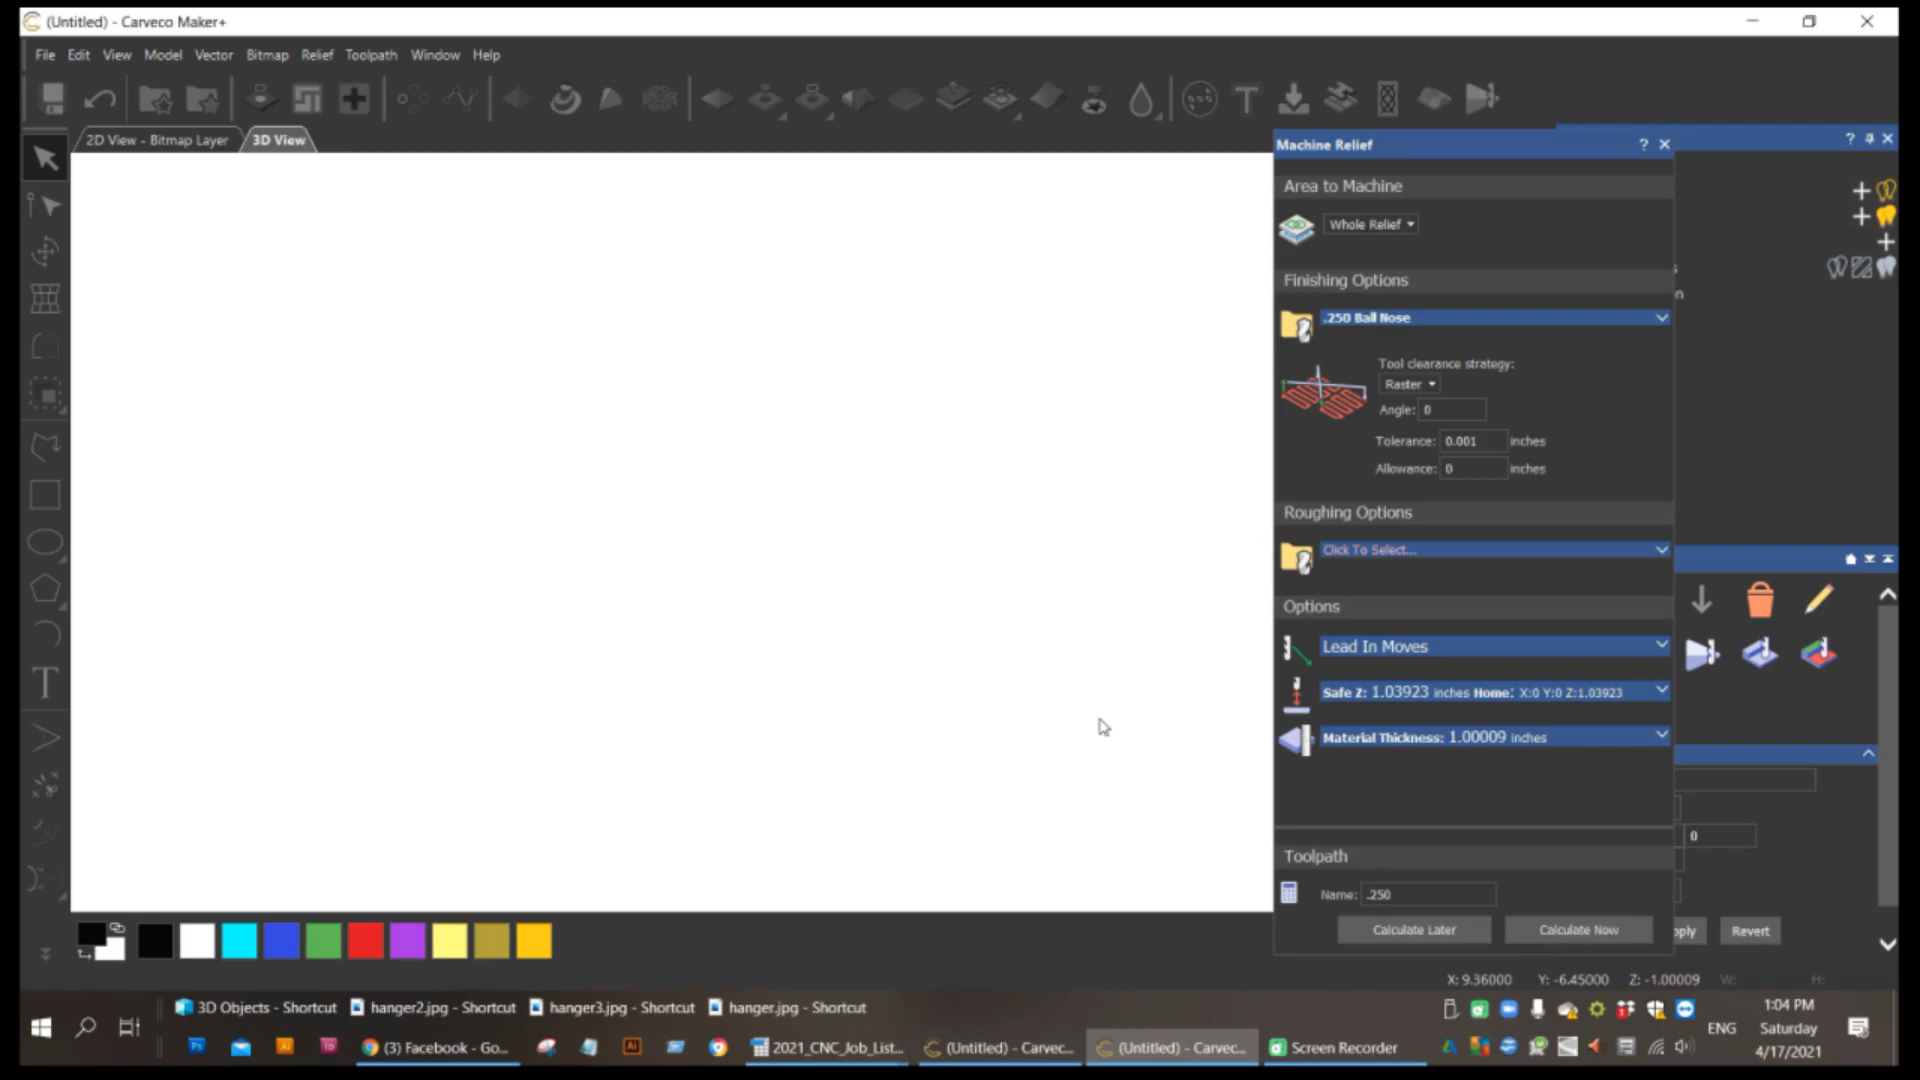 (Untitled) - Carveco Maker+
File Edit View Model Vector Bitmap Relief Toolpath Window Help
2D View - Bitmap Layer
3D View
Machine Relief
Area to Machine
Whole Relief
Finishing Options
.250 Ball Nose
Tool clearance strategy:
Raster
Angle: 0
Tolerance: 0.001 inches
Allowance: 0 inches
Roughing Options
Click To Select...
Options
Lead In Moves
Safe Z: 1.03923 inches Home: X:0 Y:0 Z:1.03923
Material Thickness: 1.00009 inches
0
Toolpath
Name: .250
Calculate Later
Calculate Now
pply
Revert
X: 9.36000 Y: -6.45000 Z: -1.00009 W: H:
3D Objects - Shortcut
hanger2.jpg - Shortcut
hanger3.jpg - Shortcut
hanger.jpg - Shortcut
1:04 PM
ENG
Saturday
4/17/2021
(3) Facebook - Go...
2021_CNC_Job_List...
(Untitled) - Carvec...
(Untitled) - Carvec...
Screen Recorder